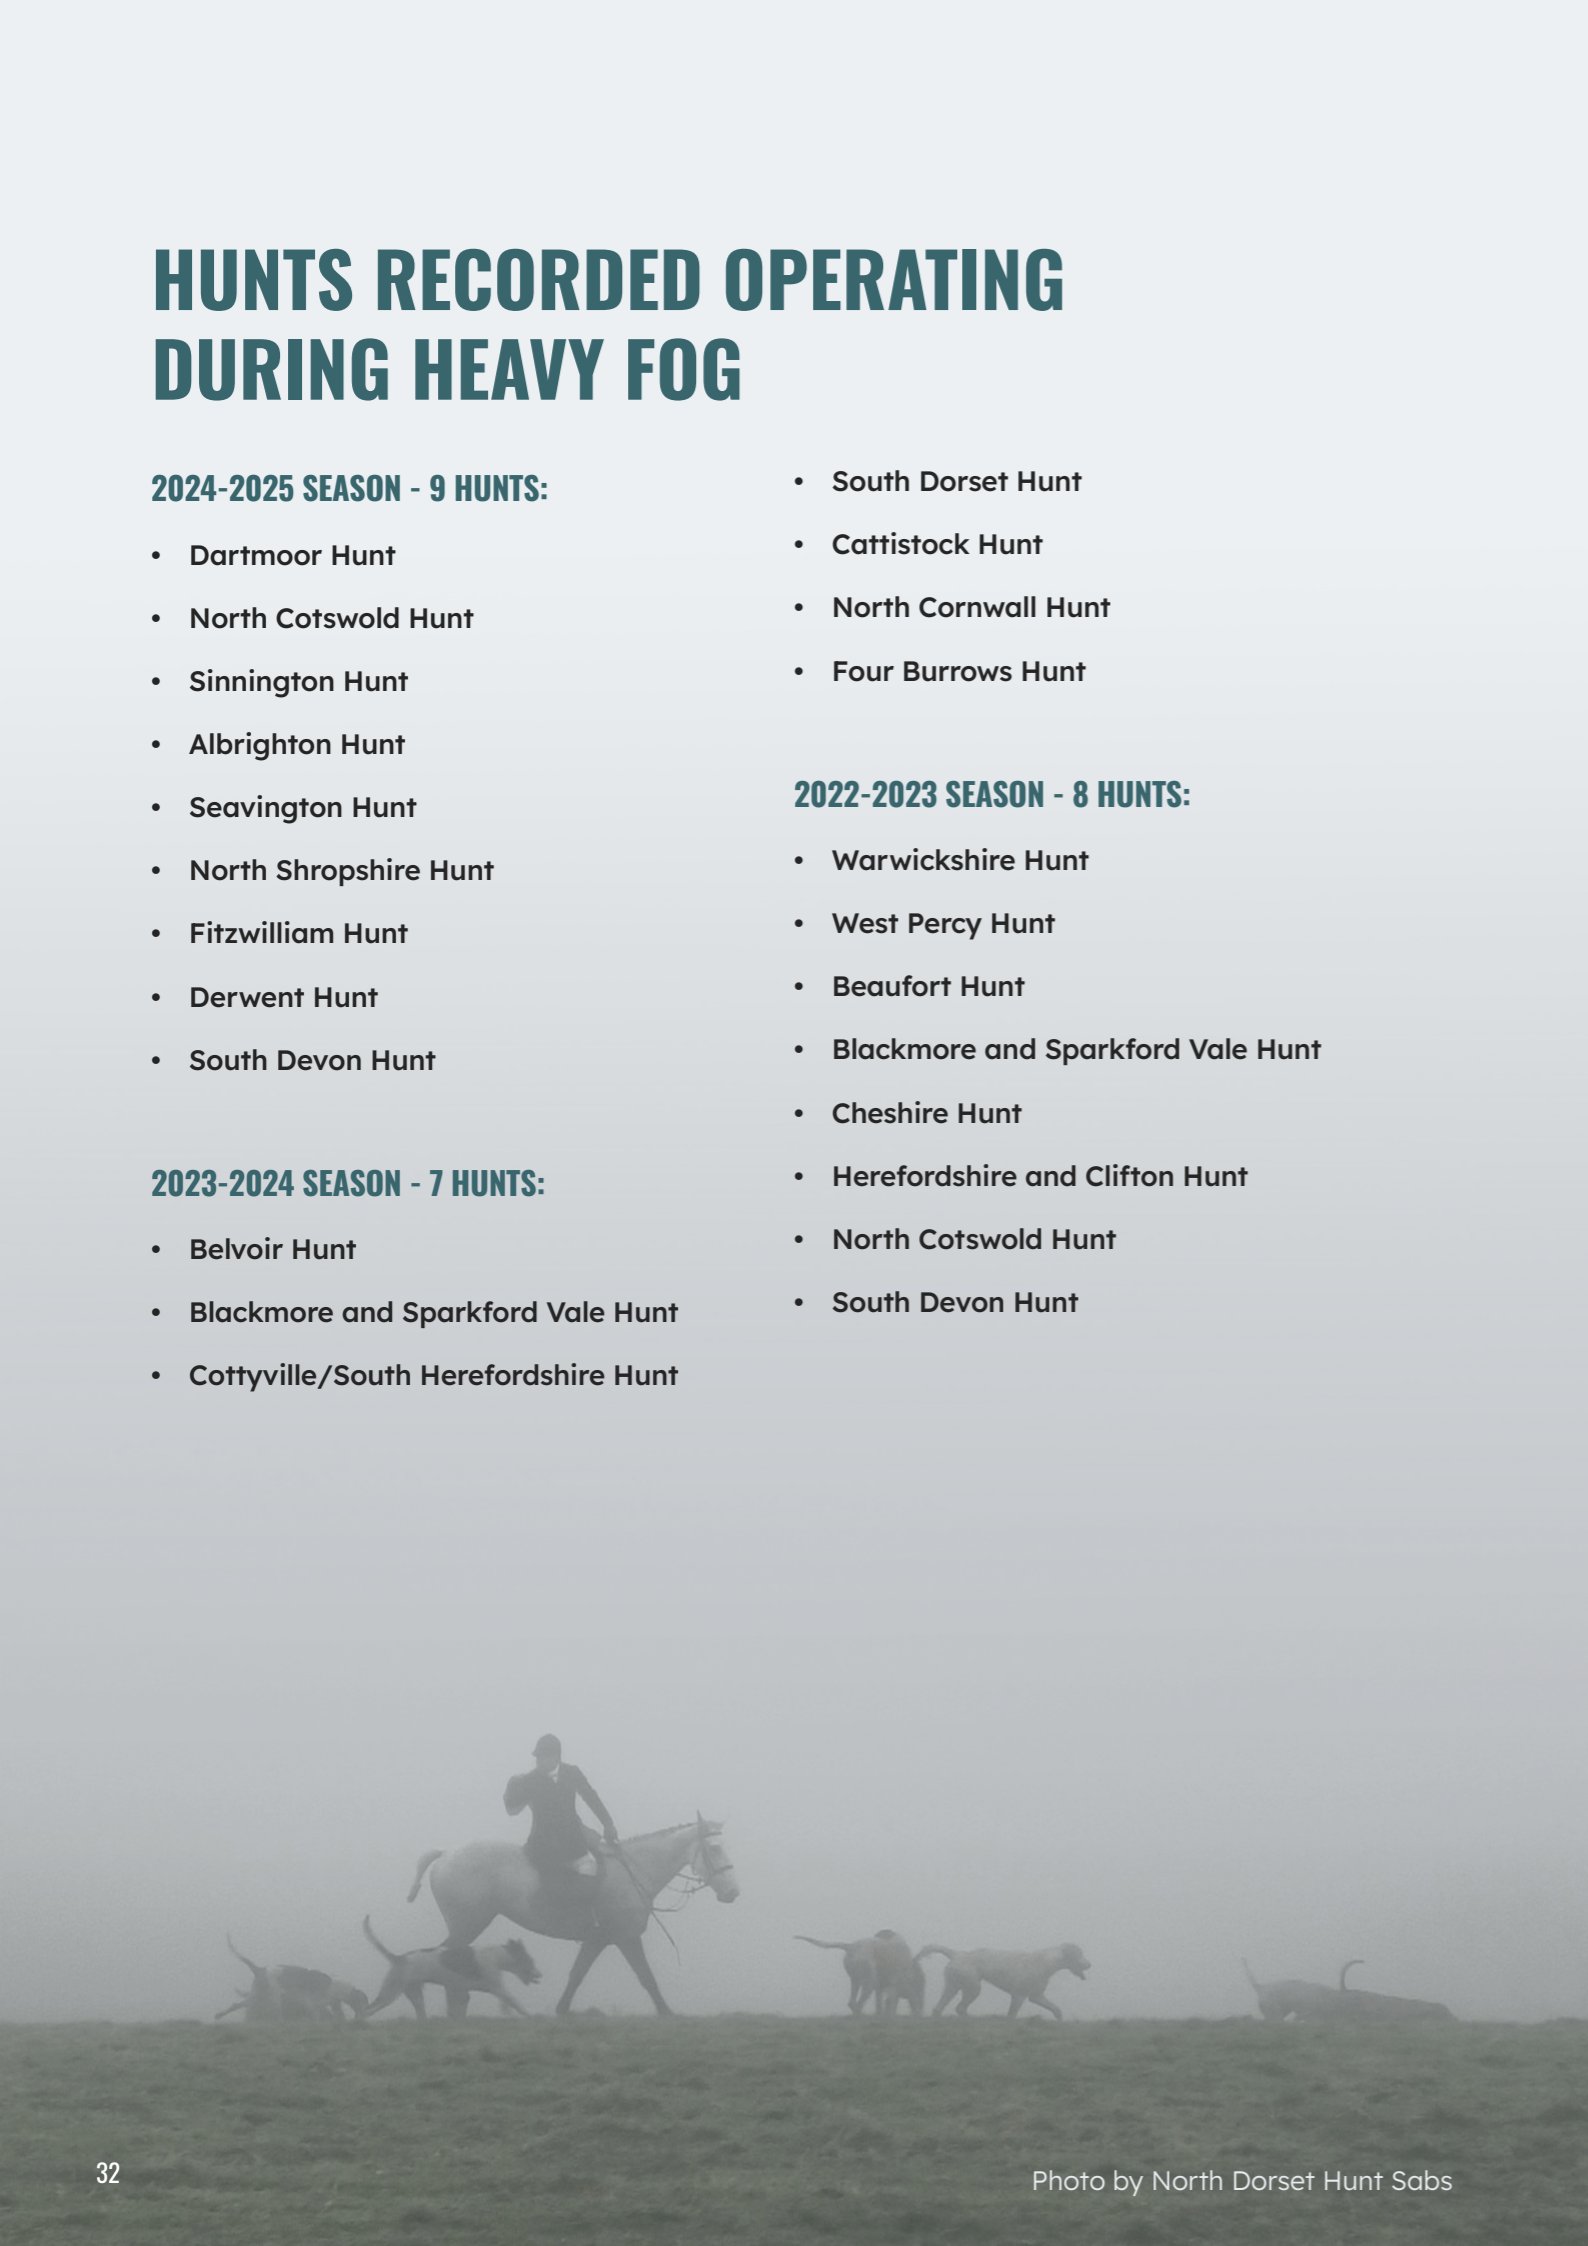 HUNTS RECORDED OPERATING
DURING HEAVY FOG
2024-2025 SEASON - 9 HUNTS:
• Dartmoor Hunt
• North Cotswold Hunt
• Sinnington Hunt
• Albrighton Hunt
• Seavington Hunt
• North Shropshire Hunt
• Fitzwilliam Hunt
• Derwent Hunt
• South Devon Hunt
2023-2024 SEASON - 7 HUNTS:
• Belvoir Hunt
• Blackmore and Sparkford Vale Hunt
• Cottyville/South Herefordshire Hunt
• South Dorset Hunt
• Cattistock Hunt
• North Cornwall Hunt
• Four Burrows Hunt
2022-2023 SEASON - 8 HUNTS:
• Warwickshire Hunt
• West Percy Hunt
• Beaufort Hunt
• Blackmore and Sparkford Vale Hunt
• Cheshire Hunt
• Herefordshire and Clifton Hunt
• North Cotswold Hunt
• South Devon Hunt
32
Photo by North Dorset Hunt Sabs